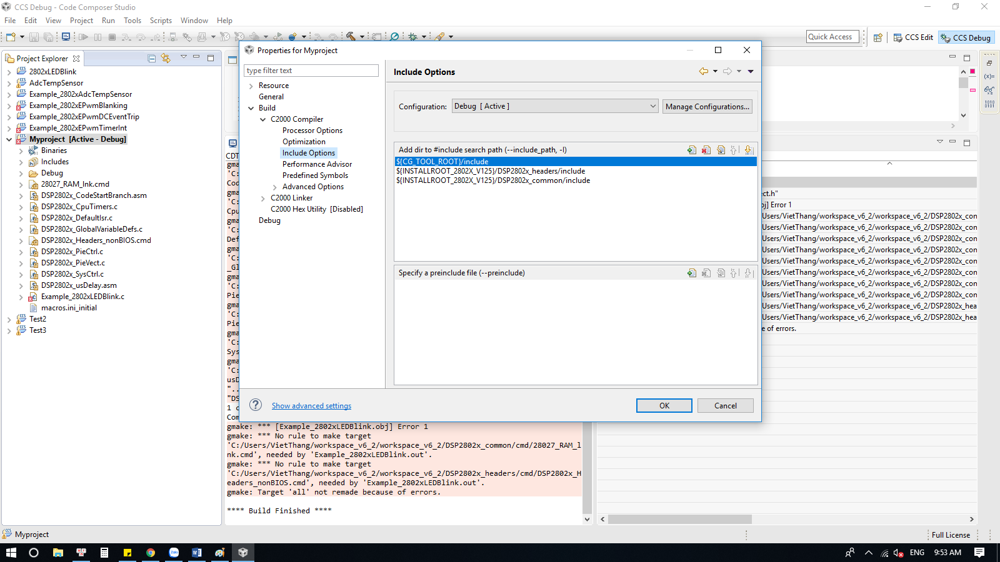 CCS Debug - Code Composer Studio
File Edit View Project Run Tools Scripts Window Help
Quick Access
CCS Edit
CCS Debug
Project Explorer
2802xLEDBlink
AdcTempSensor
Example_2802xAdcTempSensor
Example_2802xEPwmBlanking
Example_2802xEPwmDCEventTrip
Example_2802xEPwmTimerInt
Myproject [Active - Debug]
Binaries
Includes
Debug
28027_RAM_lnk.cmd
DSP2802x_CodeStartBranch.asm
DSP2802x_CpuTimers.c
DSP2802x_DefaultIsr.c
DSP2802x_GlobalVariableDefs.c
DSP2802x_Headers_nonBIOS.cmd
DSP2802x_PieCtrl.c
DSP2802x_PieVect.c
DSP2802x_SysCtrl.c
DSP2802x_usDelay.asm
Example_2802xLEDBlink.c
macros.ini_initial
Test2
Test3
CDT
gma
'C:
Cod
gma
'C:
Cpu
gma
'C:
Def
gma
'C:
_Gl
gma
'C:
Pie
gma
'C:
Pie
gma
'C:
Sys
gma
'C:
usD
"..
"DS
1 c
Com
gmake: *** [Example_2802xLEDBlink.obj] Error 1
gmake: *** No rule to make target
'C:/Users/VietThang/workspace_v6_2/workspace_v6_2/DSP2802x_common/cmd/28027_RAM_l
nk.cmd', needed by 'Example_2802xLEDBlink.out'.
gmake: *** No rule to make target
'C:/Users/VietThang/workspace_v6_2/workspace_v6_2/DSP2802x_headers/cmd/DSP2802x_H
eaders_nonBIOS.cmd', needed by 'Example_2802xLEDBlink.out'.
gmake: Target 'all' not remade because of errors.
**** Build Finished ****
Properties for Myproject
type filter text
Resource
General
Build
C2000 Compiler
Processor Options
Optimization
Include Options
Performance Advisor
Predefined Symbols
Advanced Options
C2000 Linker
C2000 Hex Utility [Disabled]
Debug
Include Options
Configuration:
Debug [ Active ]
Manage Configurations...
Add dir to #include search path (--include_path, -I)
${CG_TOOL_ROOT}/include
${INSTALLROOT_2802X_V125}/DSP2802x_headers/include
${INSTALLROOT_2802X_V125}/DSP2802x_common/include
Specify a preinclude file (--preinclude)
Show advanced settings
OK
Cancel
(x)=
1010
0101
ct.h"
oj] Error 1
Users/VietThang/workspace_v6_2/workspace_v6_2/DSP2802x_con
Users/VietThang/workspace_v6_2/workspace_v6_2/DSP2802x_con
Users/VietThang/workspace_v6_2/workspace_v6_2/DSP2802x_con
Users/VietThang/workspace_v6_2/workspace_v6_2/DSP2802x_con
Users/VietThang/workspace_v6_2/workspace_v6_2/DSP2802x_con
Users/VietThang/workspace_v6_2/workspace_v6_2/DSP2802x_con
Users/VietThang/workspace_v6_2/workspace_v6_2/DSP2802x_con
Users/VietThang/workspace_v6_2/workspace_v6_2/DSP2802x_con
Users/VietThang/workspace_v6_2/workspace_v6_2/DSP2802x_hea
Users/VietThang/workspace_v6_2/workspace_v6_2/DSP2802x_hea
e of errors.
Myproject
Full License
Zalo
ENG
9:53 AM